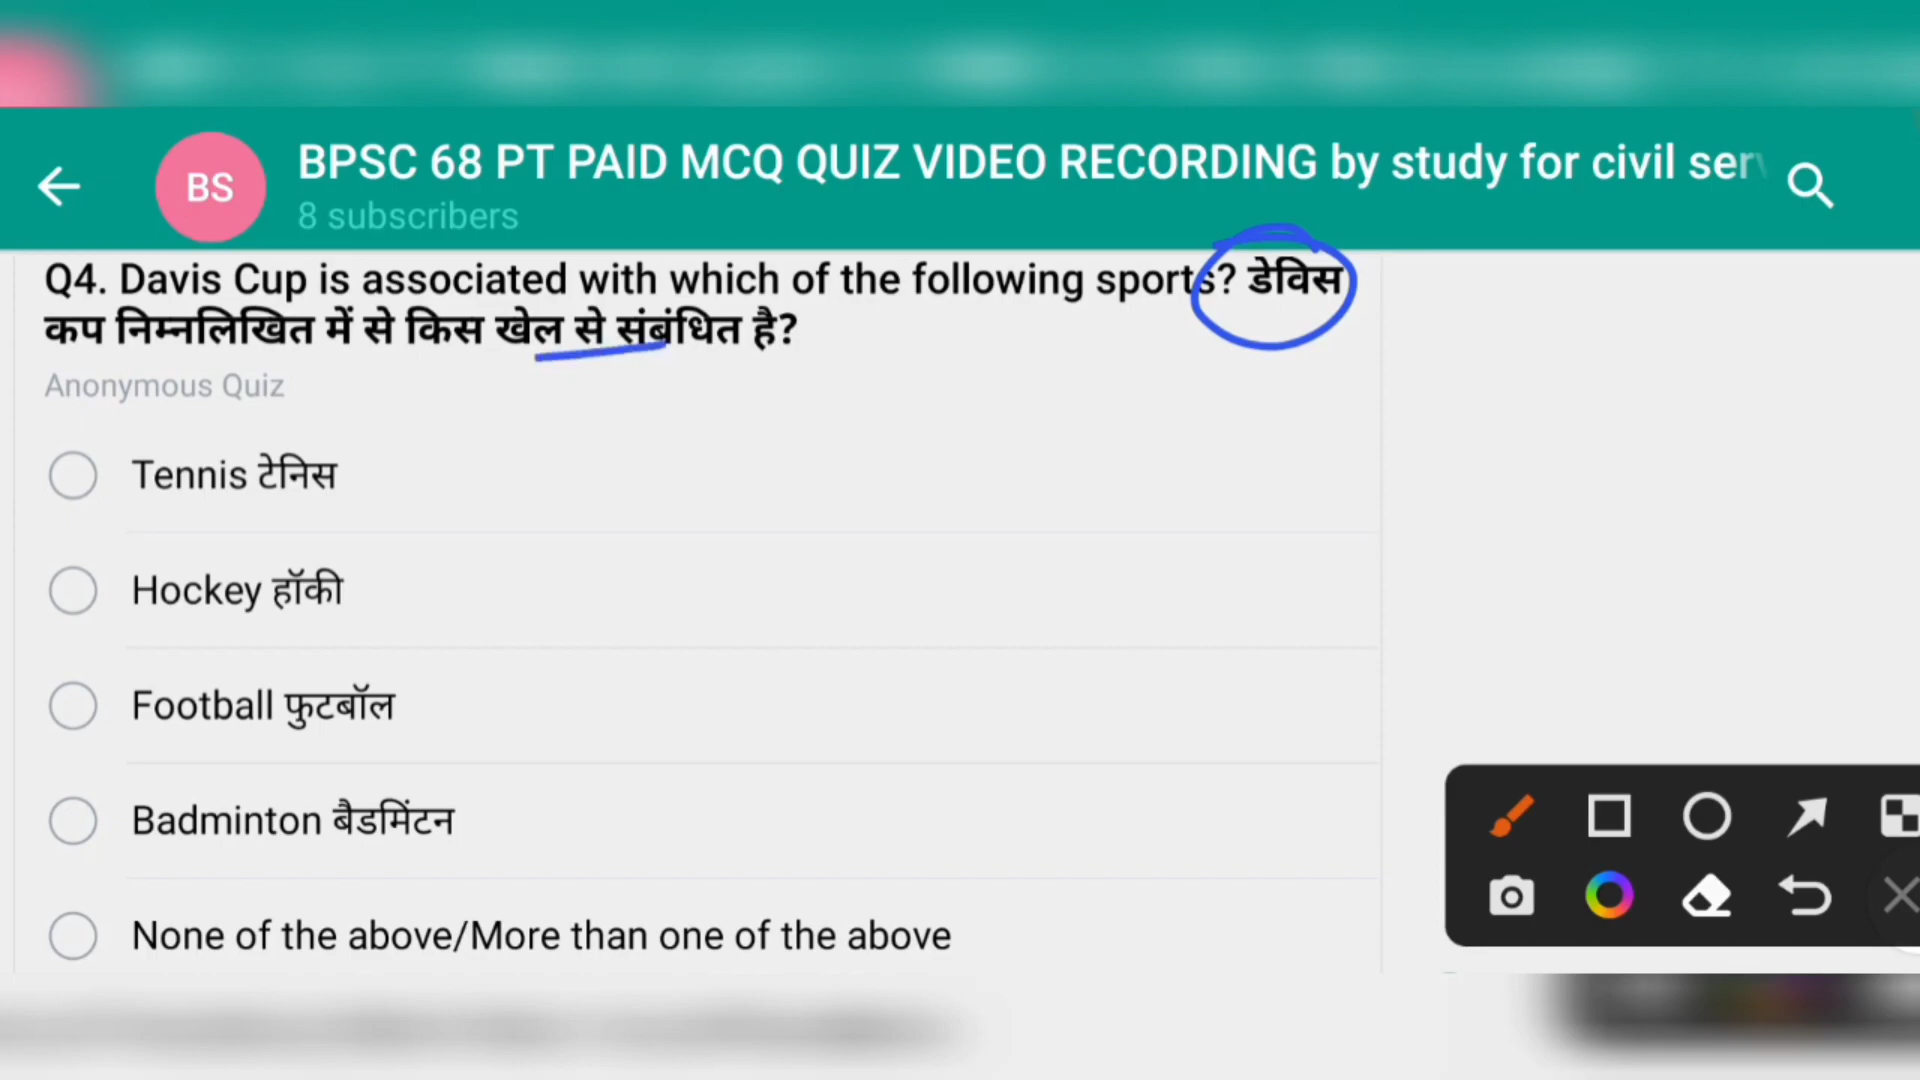 BS
BPSC 68 PT PAID MCQ QUIZ VIDEO RECORDING by study for civil serv
8 subscribers
Q4. Davis Cup is associated with which of the following sports? डेविस
कप निम्नलिखित में से किस खेल से संबंधित है?
Anonymous Quiz
Tennis टेनिस
Hockey हॉकी
Football फुटबॉल
Badminton बैडमिंटन
None of the above/More than one of the above